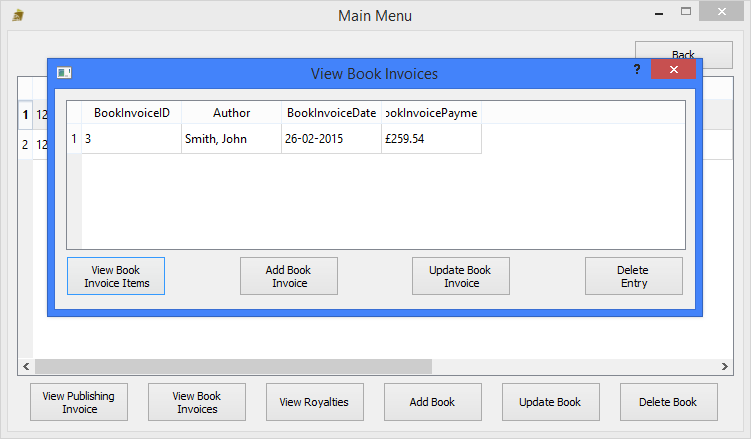 Main Menu
Back
View Book Invoices
?
BookInvoiceID Author BookInvoiceDate ookInvoicePayme
1 3 Smith, John 26-02-2015 £259.54
1 12
2 12
View Book
Invoice Items
Add Book
Invoice
Update Book
Invoice
Delete
Entry
View Publishing
Invoice
View Book
Invoices
View Royalties
Add Book
Update Book
Delete Book